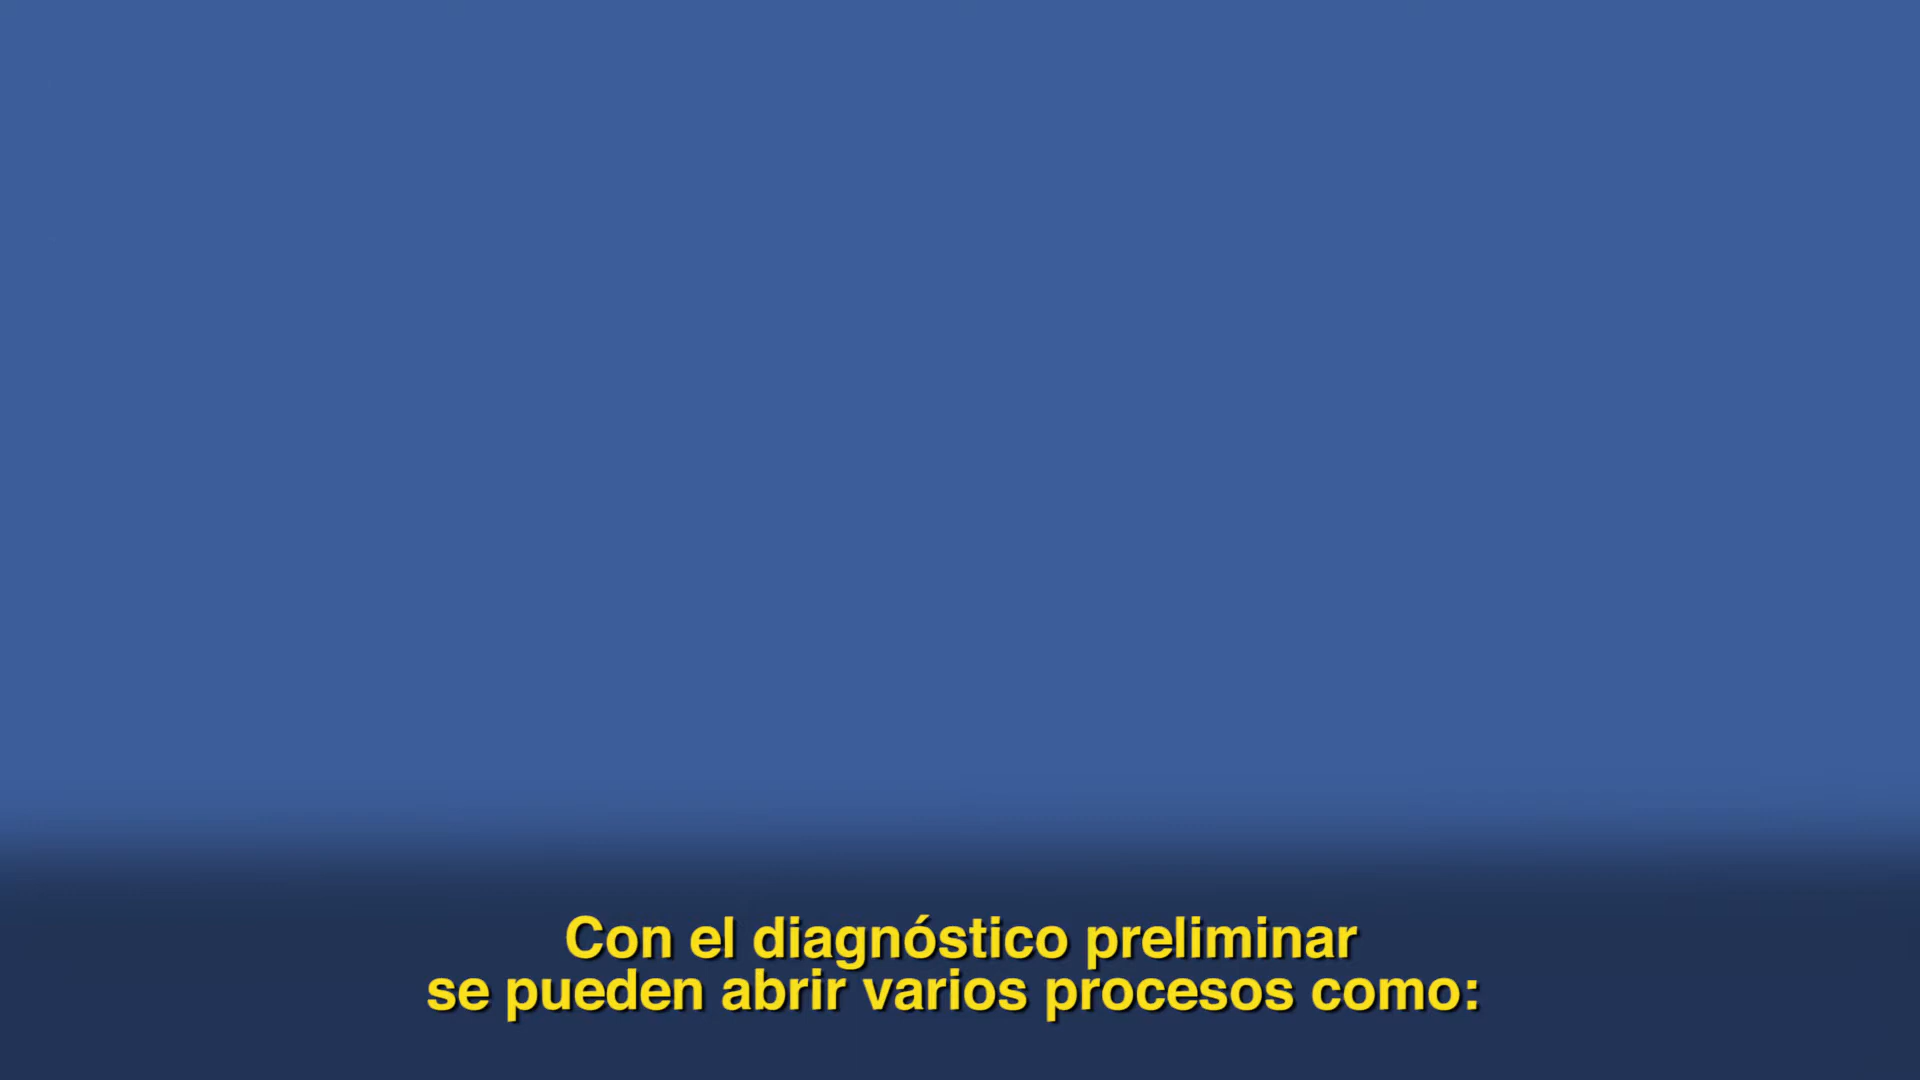 Con el diagnóstico preliminar
se pueden abrir varios procesos como: